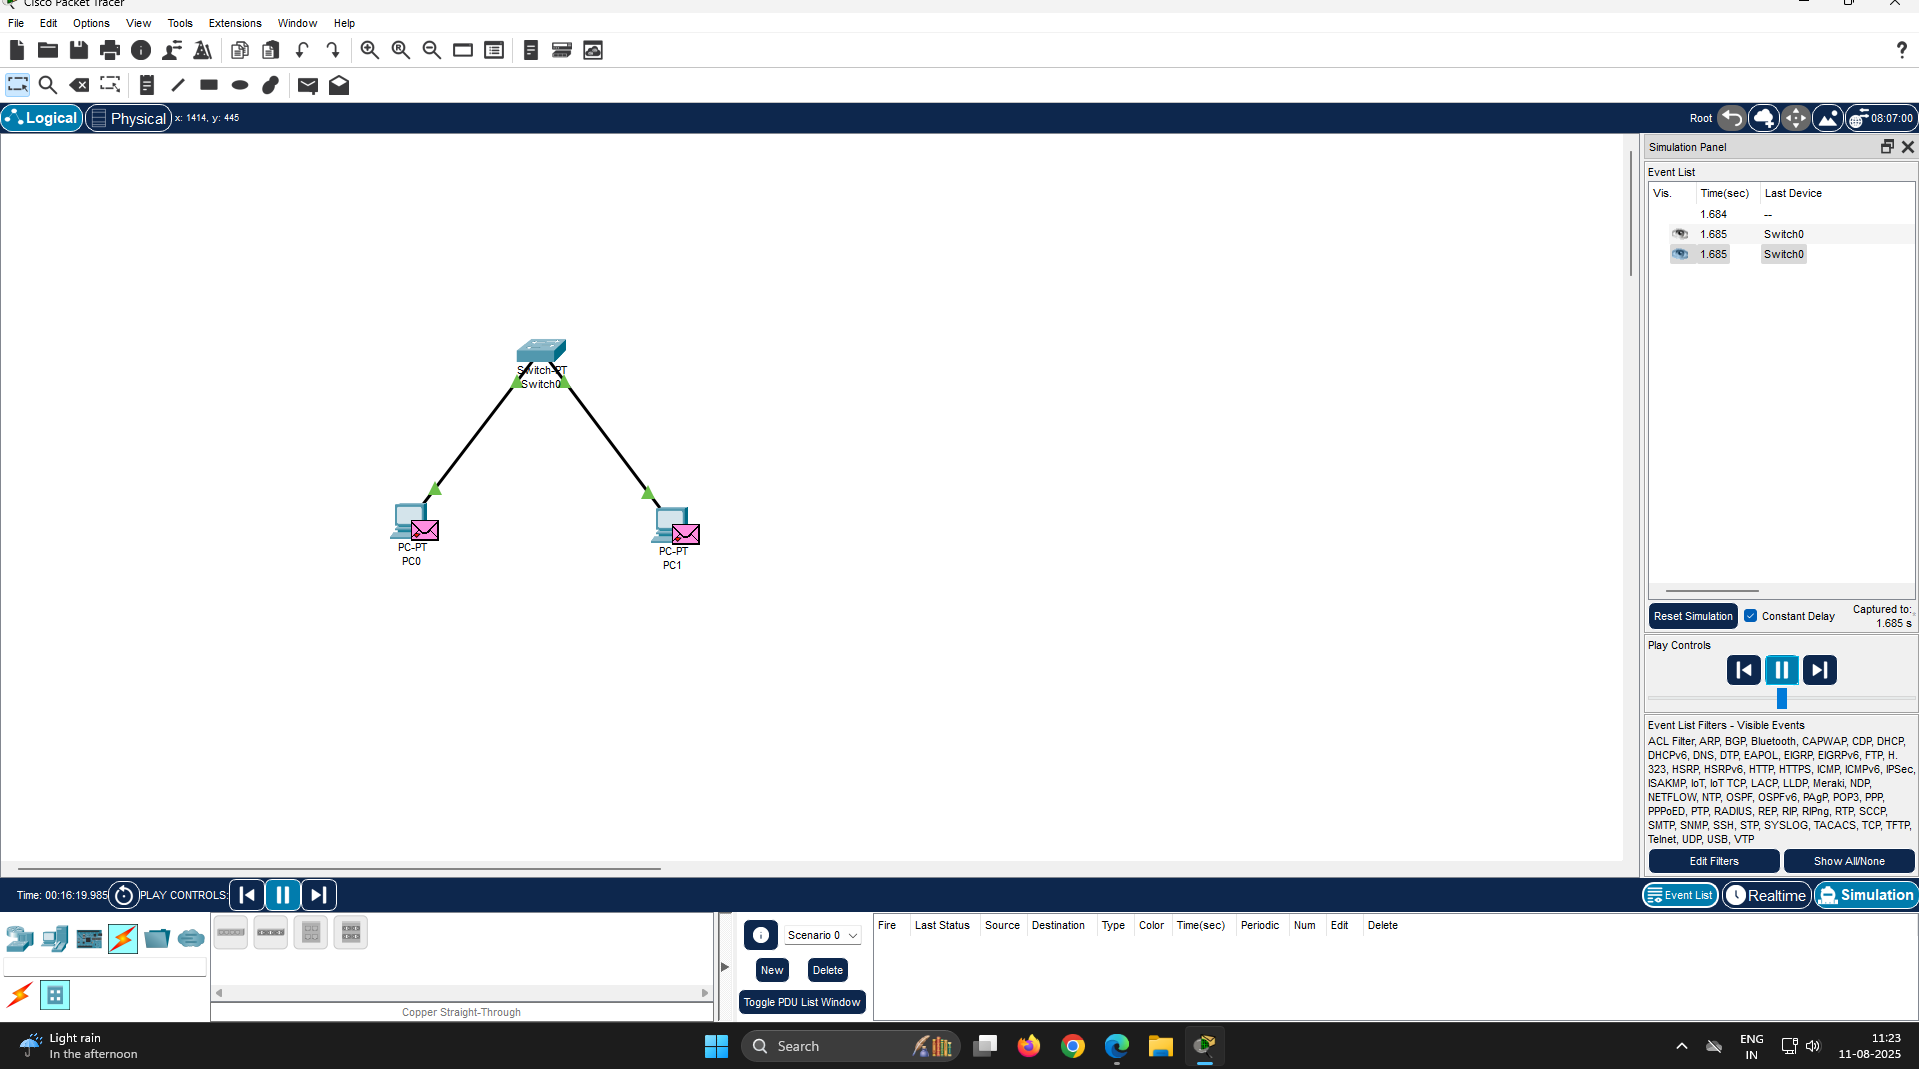 Cisco Packet Tracer
File Edit Options View Tools Extensions Window Help
Logical Physical x: 1414, y: 445 Root 08:07:00
Simulation Panel
Event List
Vis. Time(sec) Last Device
1.684 --
1.685 Switch0
1.685 Switch0
Switch-PT
Switch0
PC-PT
PC0
PC-PT
PC1
Reset Simulation Constant Delay Captured to:
1.685 s
Play Controls
Event List Filters - Visible Events
ACL Filter, ARP, BGP, Bluetooth, CAPWAP, CDP, DHCP,
DHCPv6, DNS, DTP, EAPOL, EIGRP, EIGRPv6, FTP, H.
323, HSRP, HSRPv6, HTTP, HTTPS, ICMP, ICMPv6, IPSec,
ISAKMP, IoT, IoT TCP, LACP, LLDP, Meraki, NDP,
NETFLOW, NTP, OSPF, OSPFv6, PAgP, POP3, PPP,
PPPoED, PTP, RADIUS, REP, RIP, RIPng, RTP, SCCP,
SMTP, SNMP, SSH, STP, SYSLOG, TACACS, TCP, TFTP,
Telnet, UDP, USB, VTP
Edit Filters Show All/None
Time: 00:16:19.985 PLAY CONTROLS: Event List Realtime Simulation
Scenario 0
New Delete
Toggle PDU List Window
Fire Last Status Source Destination Type Color Time(sec) Periodic Num Edit Delete
Copper Straight-Through
Light rain
In the afternoon
Search
ENG
IN
11:23
11-08-2025